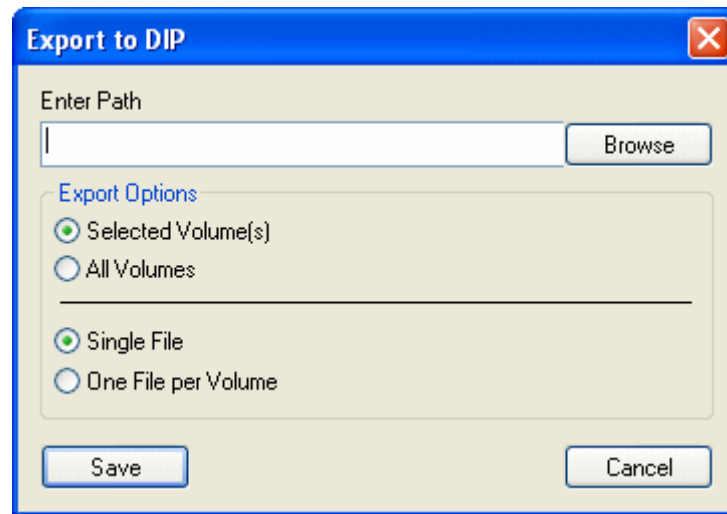 Export to DIP
Enter Path
Browse
Export Options
Selected Volume(s)
All Volumes
Single File
One File per Volume
Save
Cancel